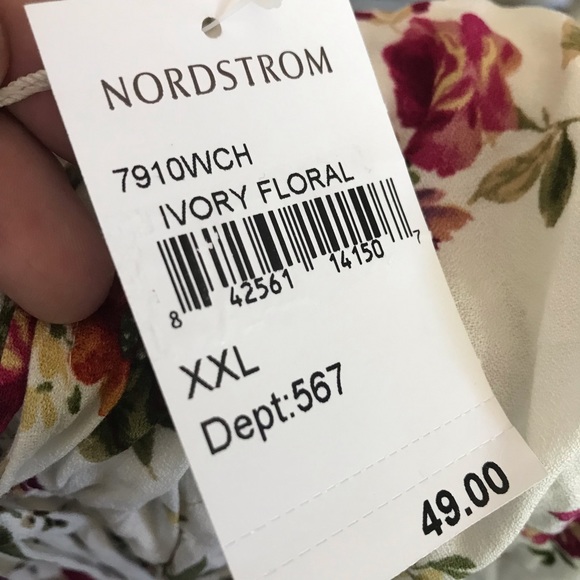 NORDSTROM
7910WCH
IVORY FLORAL
8 42561 14150 7
XXL
Dept:567
49.00